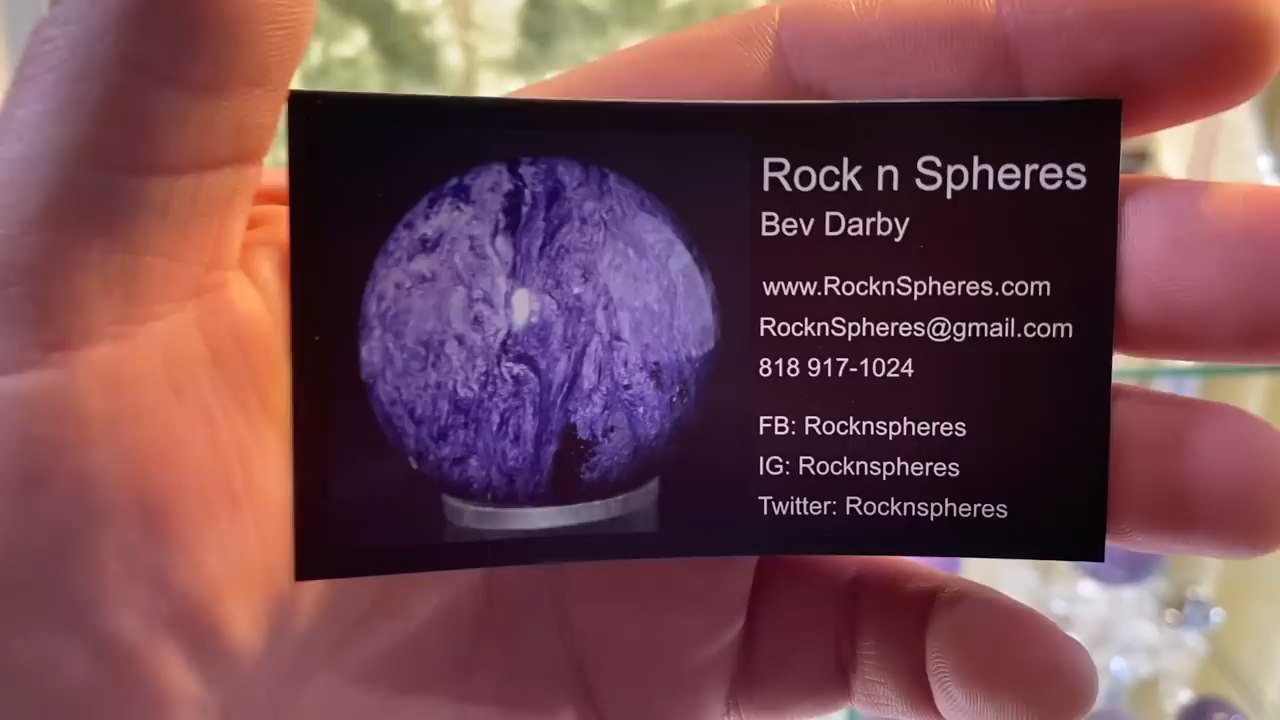 Rock n Spheres
Bev Darby
www.RocknSpheres.com
RocknSpheres@gmail.com
818 917-1024
FB: Rocknspheres
IG: Rocknspheres
Twitter: Rocknspheres